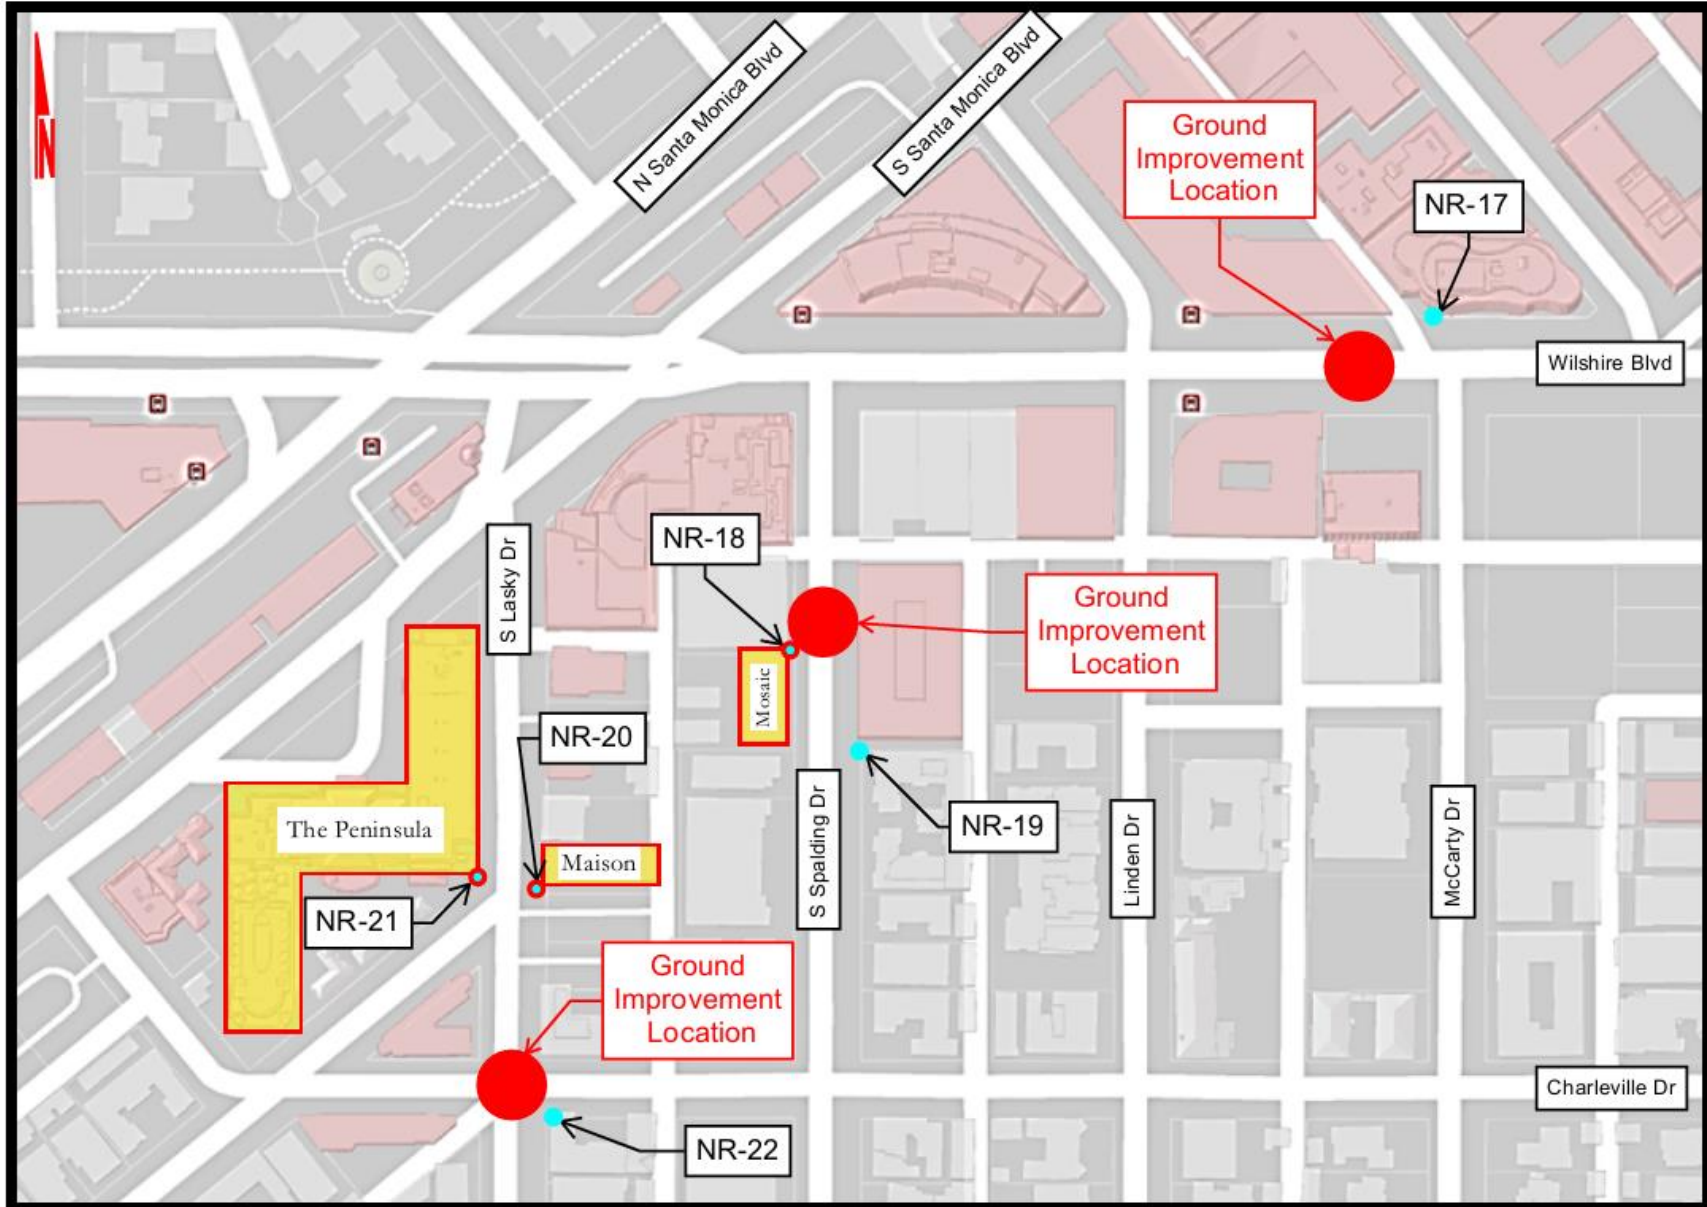 N
N Santa Monica Blvd
S Santa Monica Blvd
Ground
Improvement
Location
NR-17
Wilshire Blvd
S Lasky Dr
NR-18
Ground
Improvement
Location
Mosaic
NR-20
The Peninsula
S Spalding Dr
NR-19
Linden Dr
McCarty Dr
Maison
NR-21
Ground
Improvement
Location
Charleville Dr
NR-22